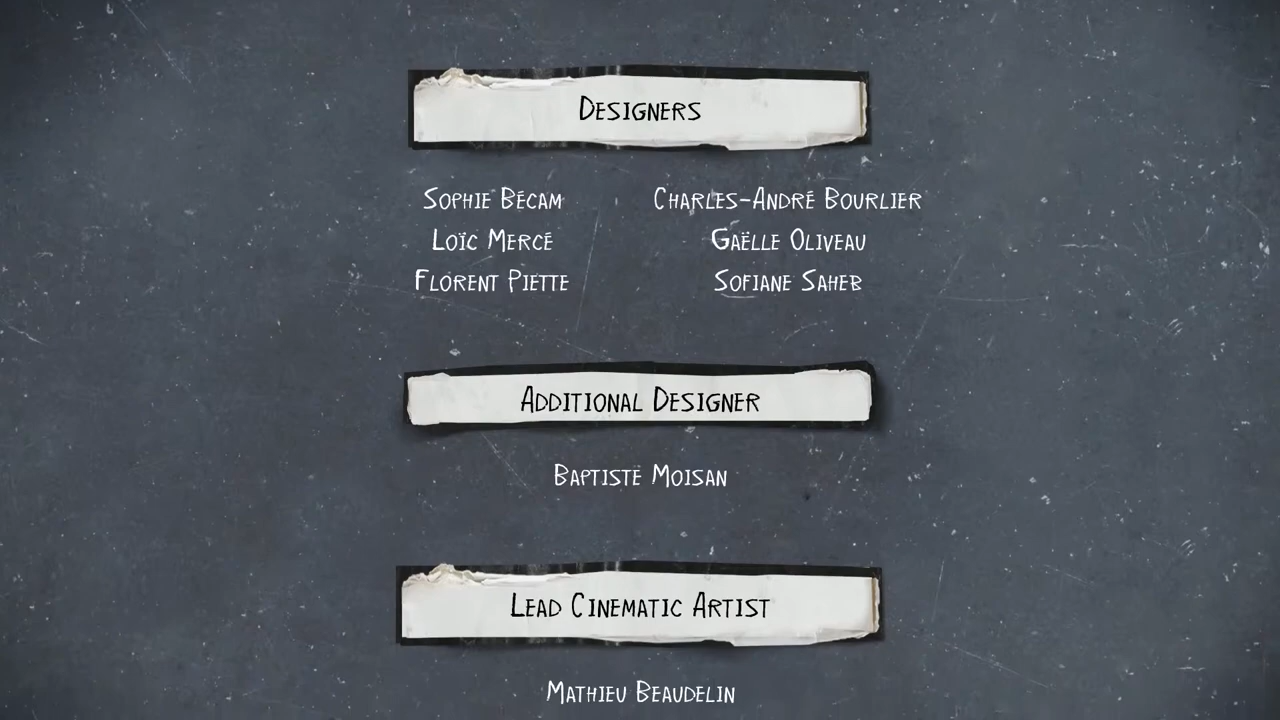 Designers
Sophie Bécam Charles-André Bourlier
Loïc Mercé Gaëlle Oliveau
Florent Piette Sofiane Saheb
Additional Designer
Baptiste Moisan
Lead Cinematic Artist
Mathieu Beaudelin